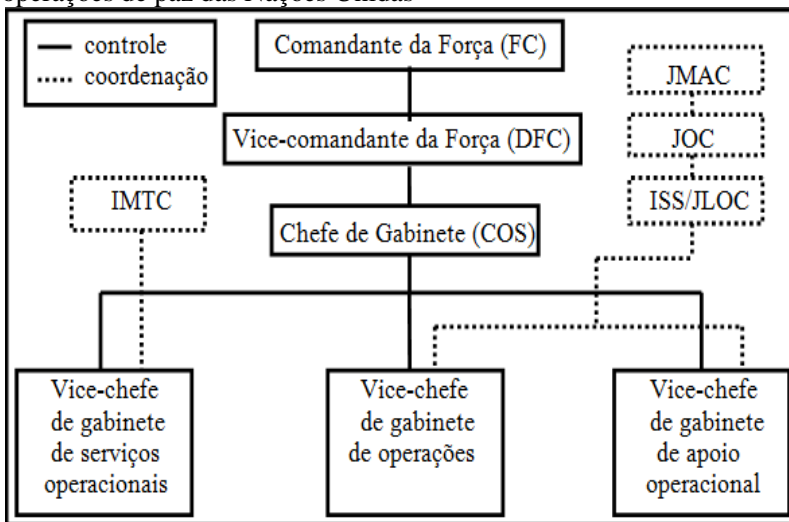 operações de paz das Nações Unidas
controle
coordenação
Comandante da Força (FC)
JMAC
Vice-comandante da Força (DFC)
JOC
IMTC
ISS/JLOC
Chefe de Gabinete (COS)
Vice-chefe
de gabinete
de serviços
operacionais
Vice-chefe
de gabinete
de operações
Vice-chefe
de gabinete
de apoio
operacional